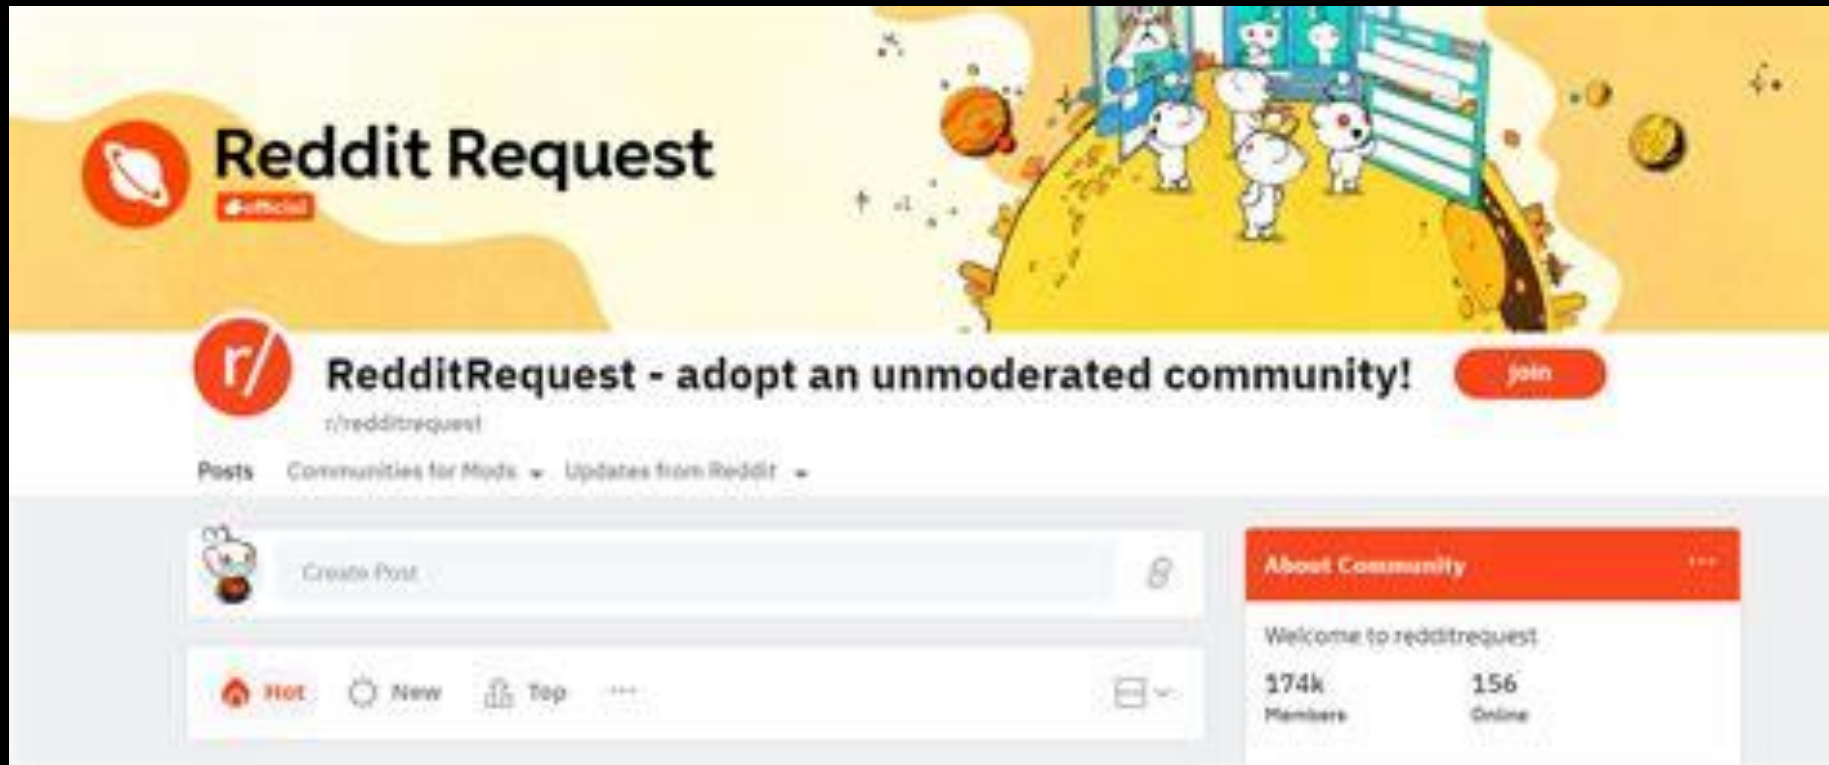 Reddit Request
official
r/
RedditRequest - adopt an unmoderated community!
Join
r/redditrequest
Posts
Communities for Mods
Updates from Reddit
Create Post
Hot
New
Top
About Community
Welcome to redditrequest
174k
156
Members
Online